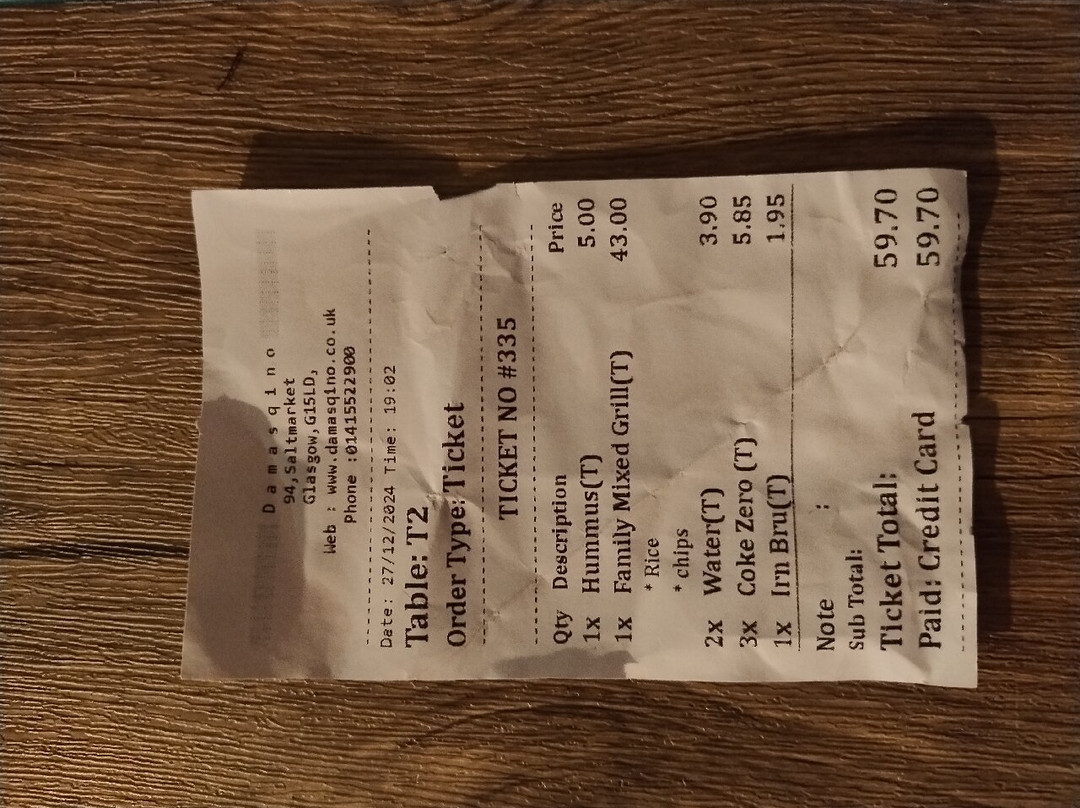 Damasqino
94,Saltmarket
Glasgow,G15LD,
Web : www.damasqino.co.uk
Phone :01415522900
Date: 27/12/2024 Time: 19:02
Table: T2
Order Type: Ticket
TICKET NO #335
Qty Description Price
1x Hummus(T) 5.00
1x Family Mixed Grill(T) 43.00
* Rice
* chips
2x Water(T) 3.90
3x Coke Zero (T) 5.85
1x Irn Bru(T) 1.95
Note :
Sub Total:
Ticket Total: 59.70
Paid: Credit Card 59.70